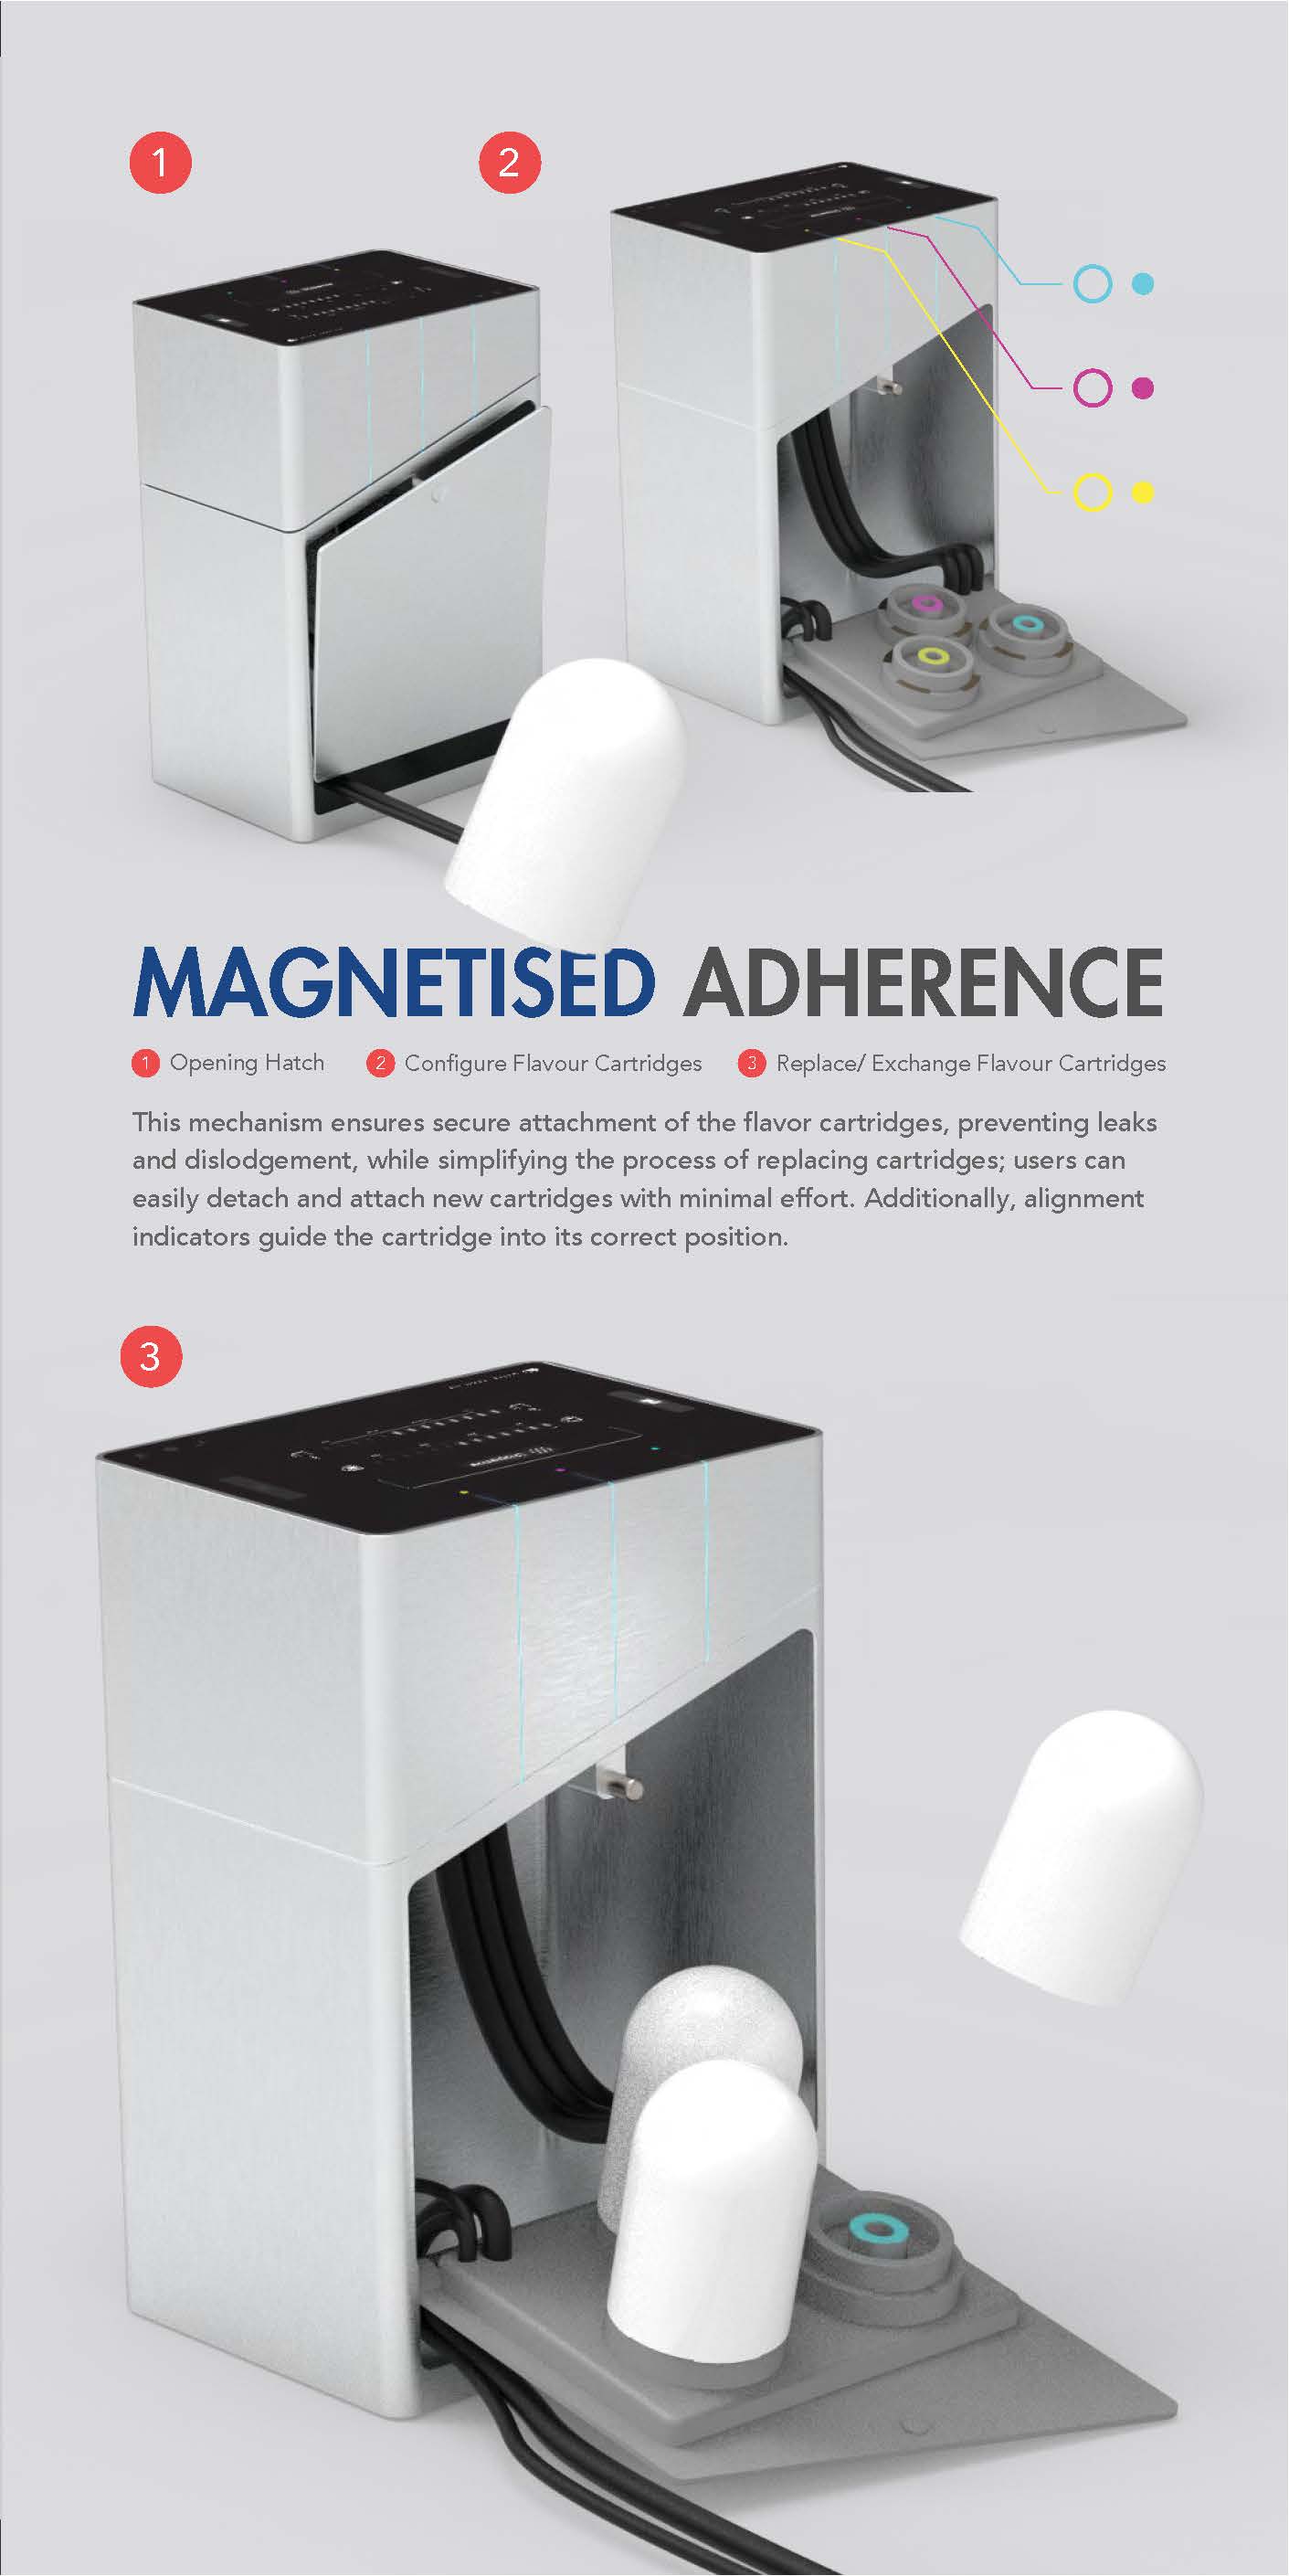 1
2
MAGNETISED ADHERENCE
1 Opening Hatch 2 Configure Flavour Cartridges 3 Replace/ Exchange Flavour Cartridges
This mechanism ensures secure attachment of the flavor cartridges, preventing leaks
and dislodgement, while simplifying the process of replacing cartridges; users can
easily detach and attach new cartridges with minimal effort. Additionally, alignment
indicators guide the cartridge into its correct position.
3